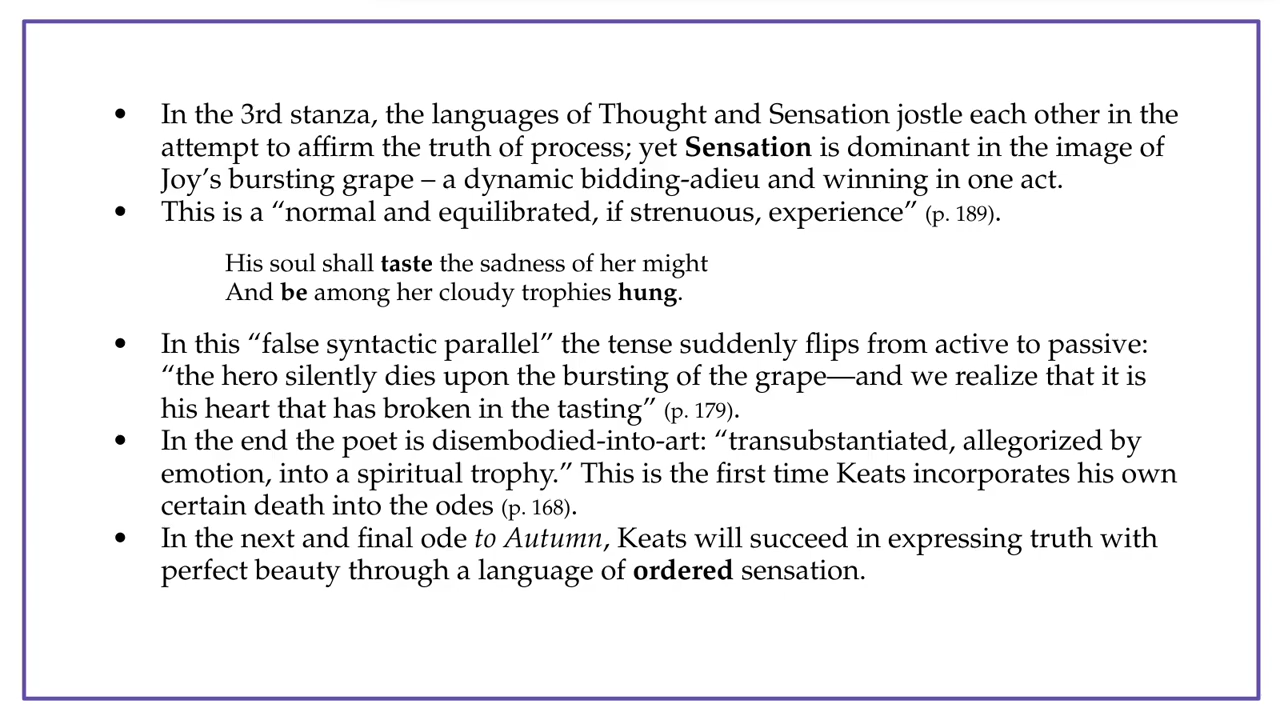 • In the 3rd stanza, the languages of Thought and Sensation jostle each other in the
attempt to affirm the truth of process; yet Sensation is dominant in the image of
Joy’s bursting grape – a dynamic bidding-adieu and winning in one act.
• This is a “normal and equilibrated, if strenuous, experience” (p. 189).
His soul shall taste the sadness of her might
And be among her cloudy trophies hung.
• In this “false syntactic parallel” the tense suddenly flips from active to passive:
“the hero silently dies upon the bursting of the grape—and we realize that it is
his heart that has broken in the tasting” (p. 179).
• In the end the poet is disembodied-into-art: “transubstantiated, allegorized by
emotion, into a spiritual trophy.” This is the first time Keats incorporates his own
certain death into the odes (p. 168).
• In the next and final ode to Autumn, Keats will succeed in expressing truth with
perfect beauty through a language of ordered sensation.